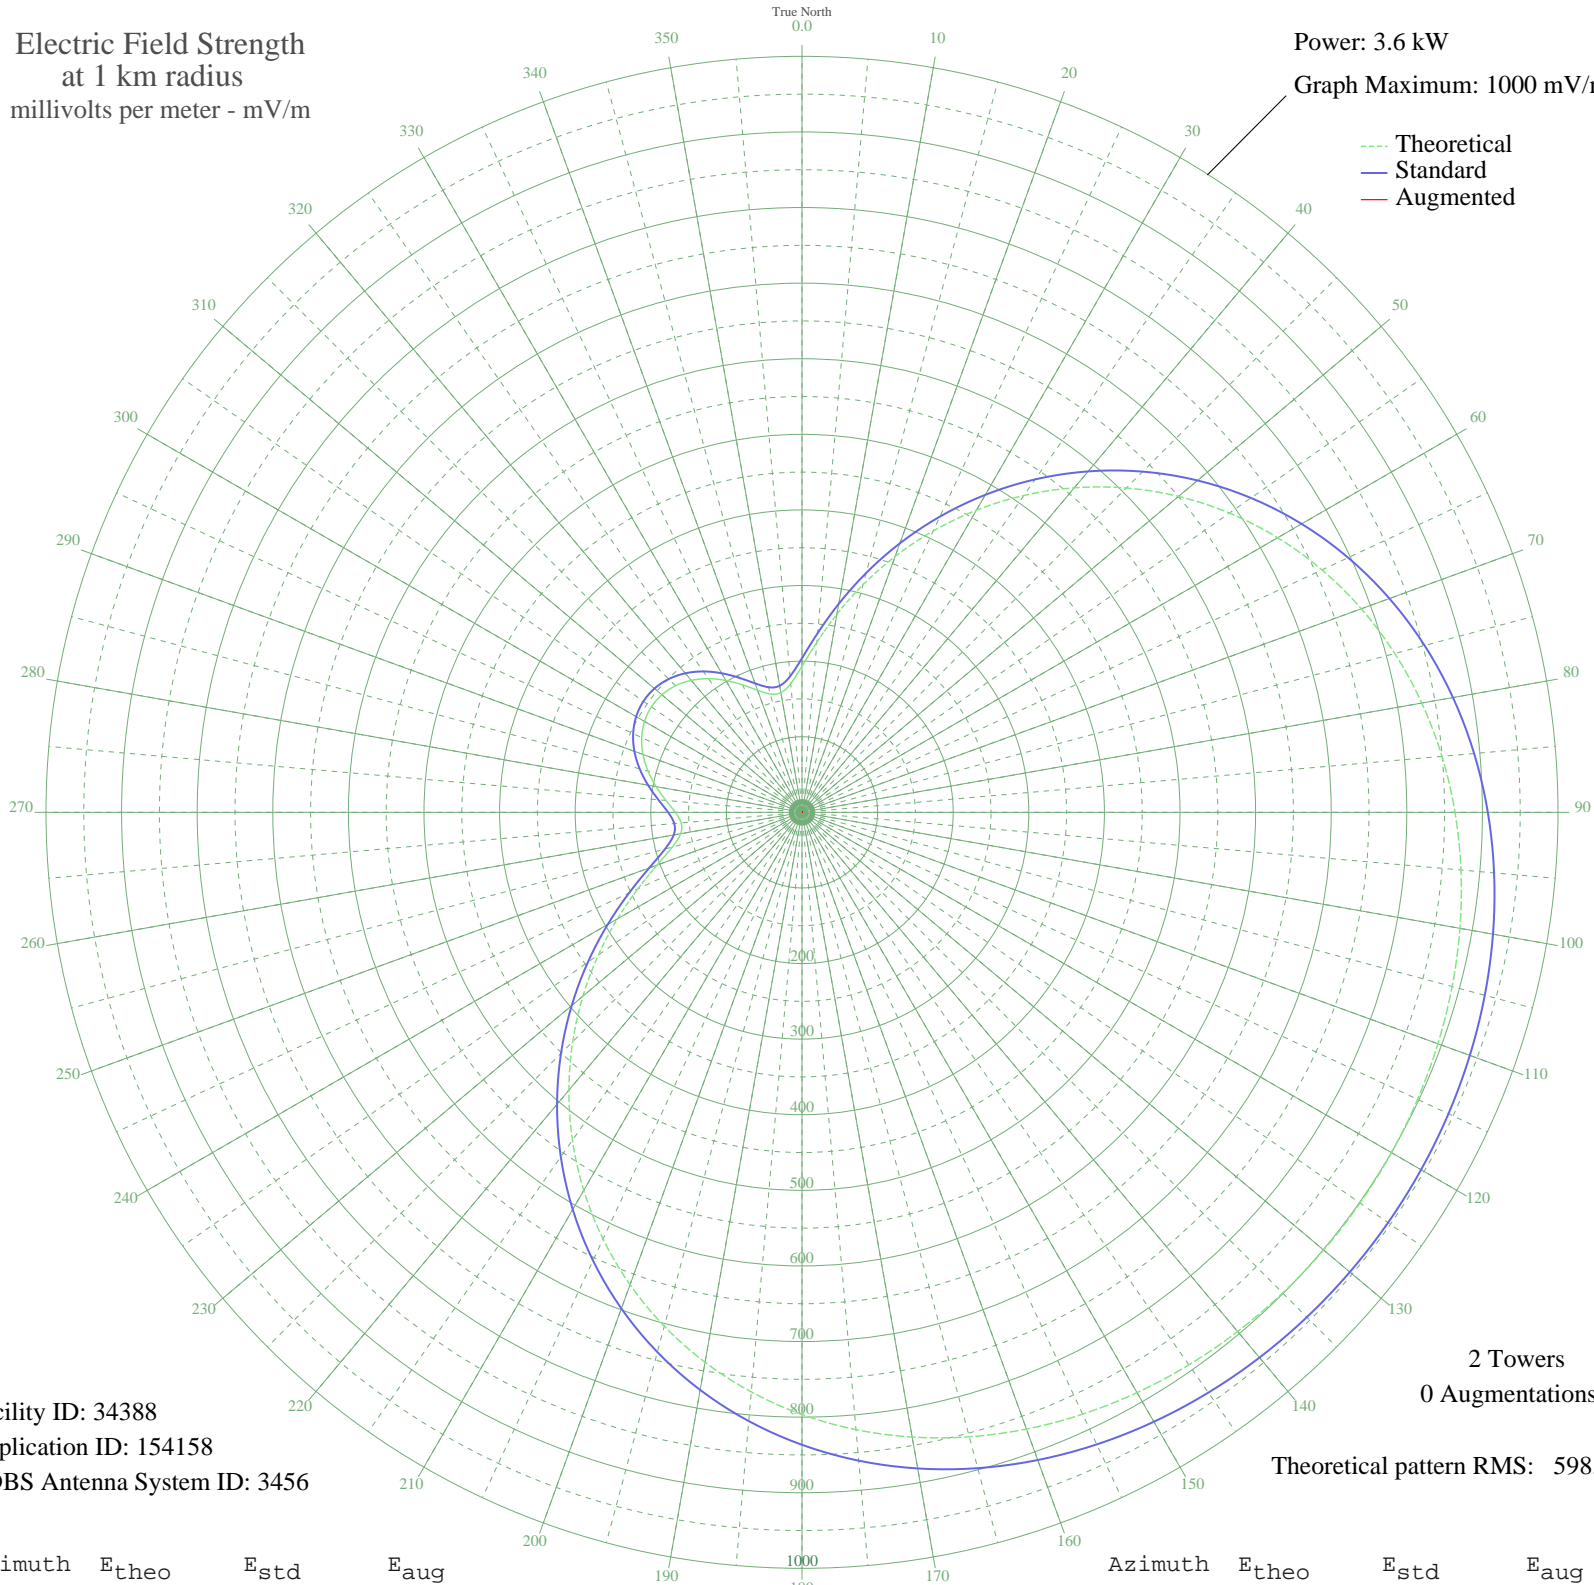 True North
Electric Field Strength
at 1 km radius
millivolts per meter - mV/m
Power: 3.6 kW
Graph Maximum: 1000 mV/
Theoretical
Standard
Augmented
0.0
10
20
30
40
50
60
70
80
90
100
110
120
130
140
150
160
170
190
200
210
220
230
240
250
260
270
280
290
300
310
320
330
340
350
200
300
400
500
600
700
800
900
1000
2 Towers
0 Augmentations
Theoretical pattern RMS: 598
cility ID: 34388
plication ID: 154158
DBS Antenna System ID: 3456
imuth Etheo Estd Eaug
Azimuth Etheo Estd Eaug